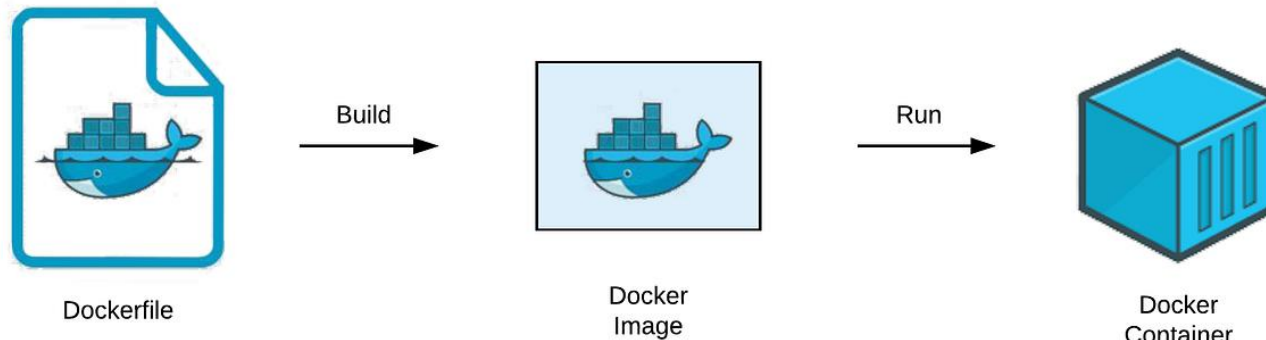 Build
Run
Dockerfile
Docker
Image
Docker
Container